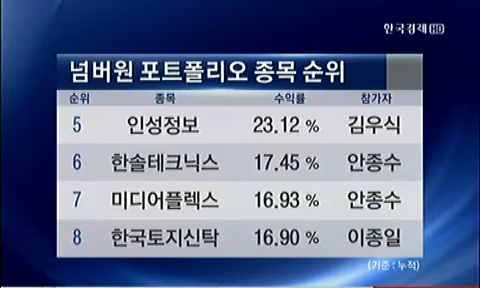 한국경제 HD
넘버원 포트폴리오 종목 순위
순위 종목 수익률 참가자
5 인성정보 23.12 % 김우식
6 한솔테크닉스 17.45 % 안종수
7 미디어플렉스 16.93 % 안종수
8 한국토지신탁 16.90 % 이종일
(기준 : 누적)